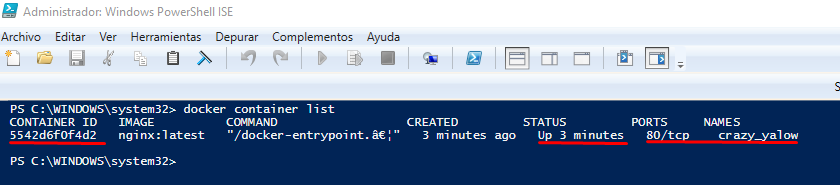 Administrador: Windows PowerShell ISE
Archivo Editar Ver Herramientas Depurar Complementos Ayuda
S
PS C:\WINDOWS\system32> docker container list
CONTAINER ID IMAGE COMMAND CREATED STATUS PORTS NAMES
5542d6f0f4d2 nginx:latest "/docker-entrypoint.â€¦" 3 minutes ago Up 3 minutes 80/tcp crazy_yalow
PS C:\WINDOWS\system32>